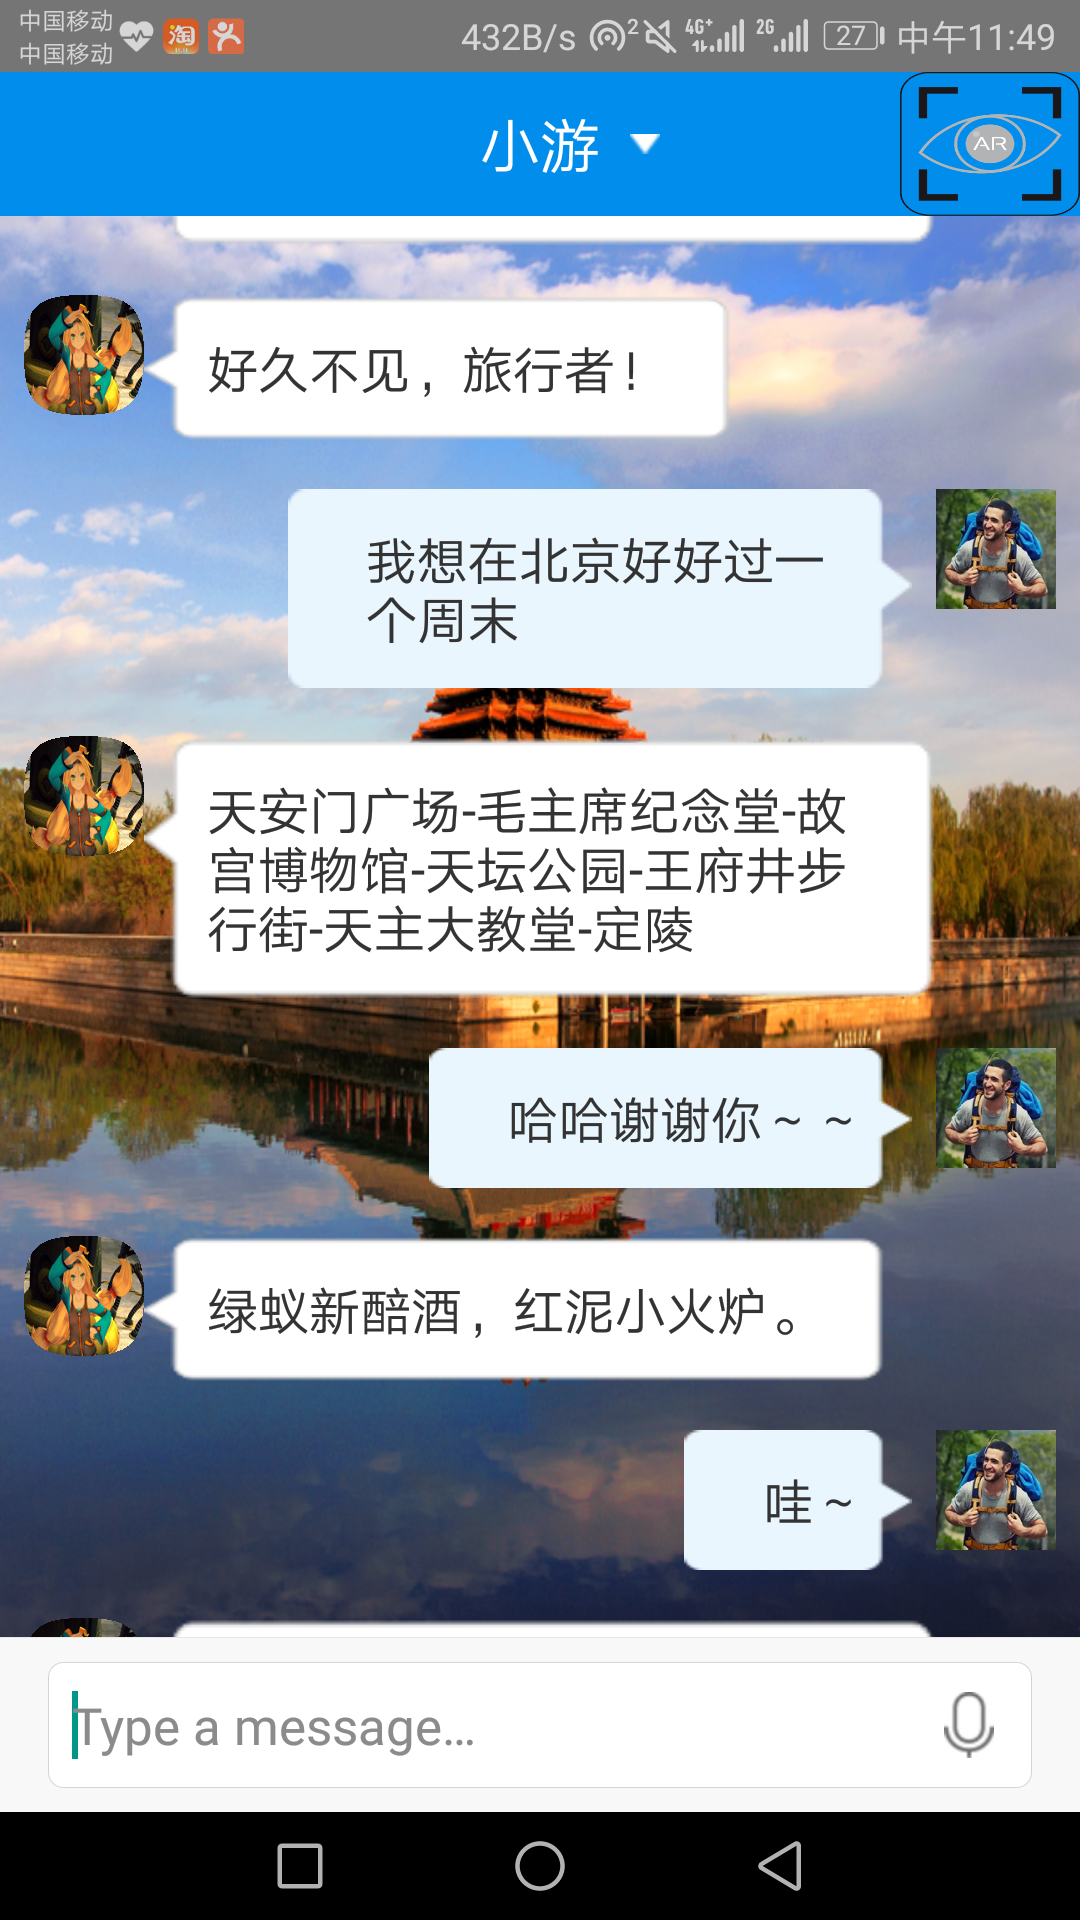 中国移动
中国移动
淘
432B/s
2
4G+
2G
27
中午11:49
小游
AR
好久不见，旅行者！
我想在北京好好过一
个周末
天安门广场-毛主席纪念堂-故
宫博物馆-天坛公园-王府井步
行街-天主大教堂-定陵
哈哈谢谢你~ ~
绿蚁新醅酒，红泥小火炉。
哇~
Type a message...